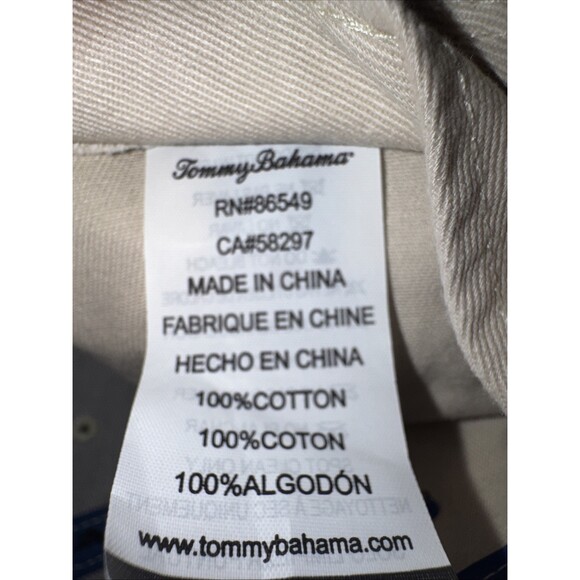 Tommy Bahama
RN#86549
CA#58297
MADE IN CHINA
FABRIQUE EN CHINE
HECHO EN CHINA
100%COTTON
100%COTON
100%ALGODÓN
www.tommybahama.com